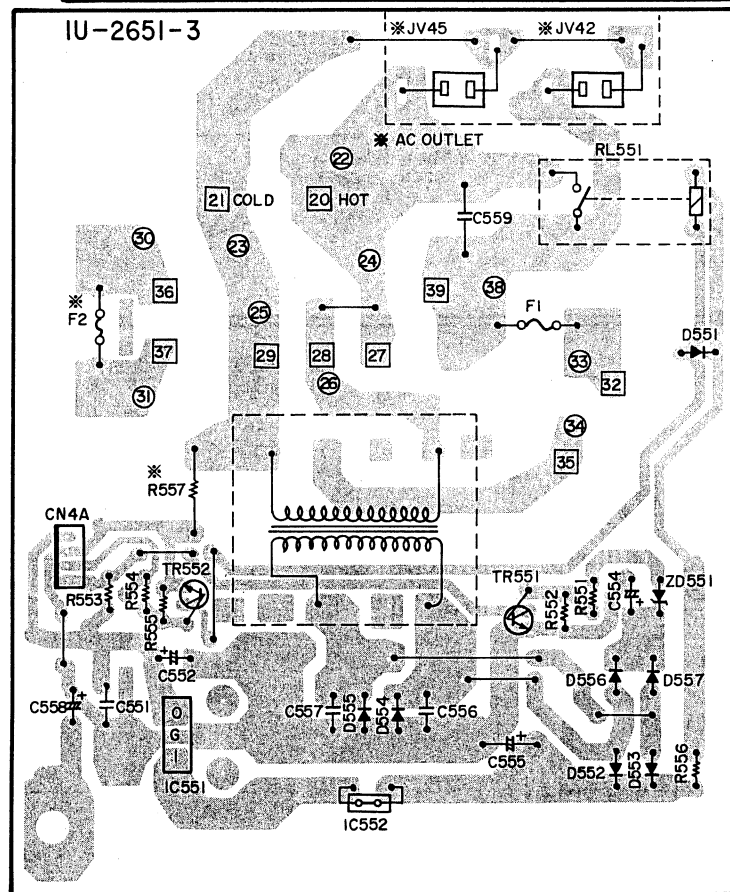 1U-2651-3
※JV45 ※JV42
※ AC OUTLET
RL551
22
21 COLD 20 HOT
C559
30 23
24
36 39 38
※
F2 25 F1
37 29 28 27 33 D551
31 26 32
34
35
※
R557
CN4A
TR552 TR551
R553 R554 R555 R552 R551 C554 ZD551
+
+
C552 D556 D557
+
C558 C551 O C557 D555 D554 C556
G
I +
C555
D552 D553 R556
IC551
IC552